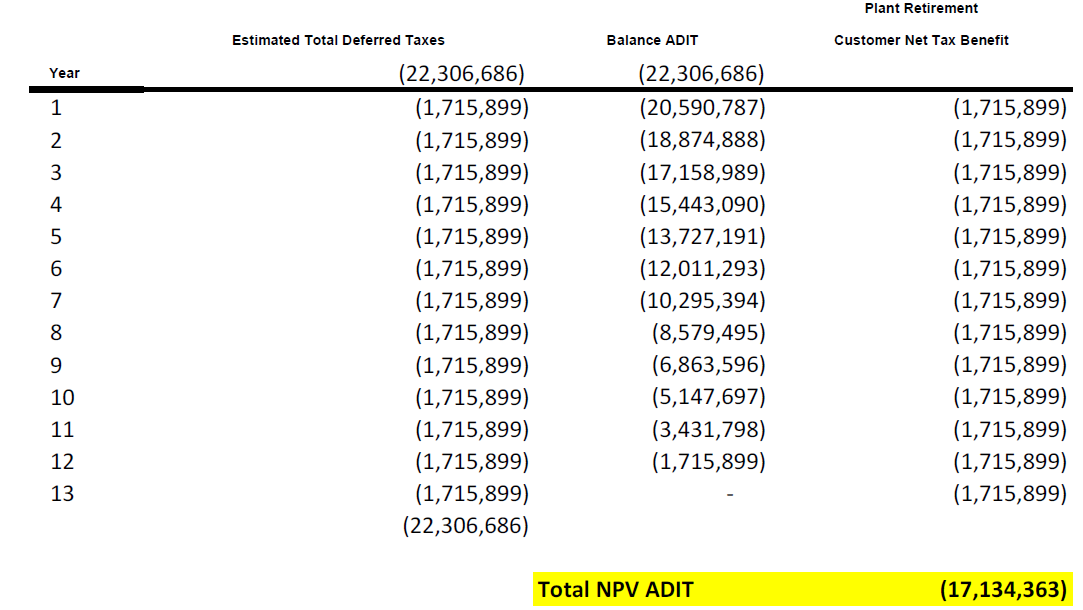 Plant Retirement
Estimated Total Deferred Taxes Balance ADIT Customer Net Tax Benefit
Year (22,306,686) (22,306,686)
1 (1,715,899) (20,590,787) (1,715,899)
2 (1,715,899) (18,874,888) (1,715,899)
3 (1,715,899) (17,158,989) (1,715,899)
4 (1,715,899) (15,443,090) (1,715,899)
5 (1,715,899) (13,727,191) (1,715,899)
6 (1,715,899) (12,011,293) (1,715,899)
7 (1,715,899) (10,295,394) (1,715,899)
8 (1,715,899) (8,579,495) (1,715,899)
9 (1,715,899) (6,863,596) (1,715,899)
10 (1,715,899) (5,147,697) (1,715,899)
11 (1,715,899) (3,431,798) (1,715,899)
12 (1,715,899) (1,715,899) (1,715,899)
13 (1,715,899) - (1,715,899)
(22,306,686)
Total NPV ADIT (17,134,363)